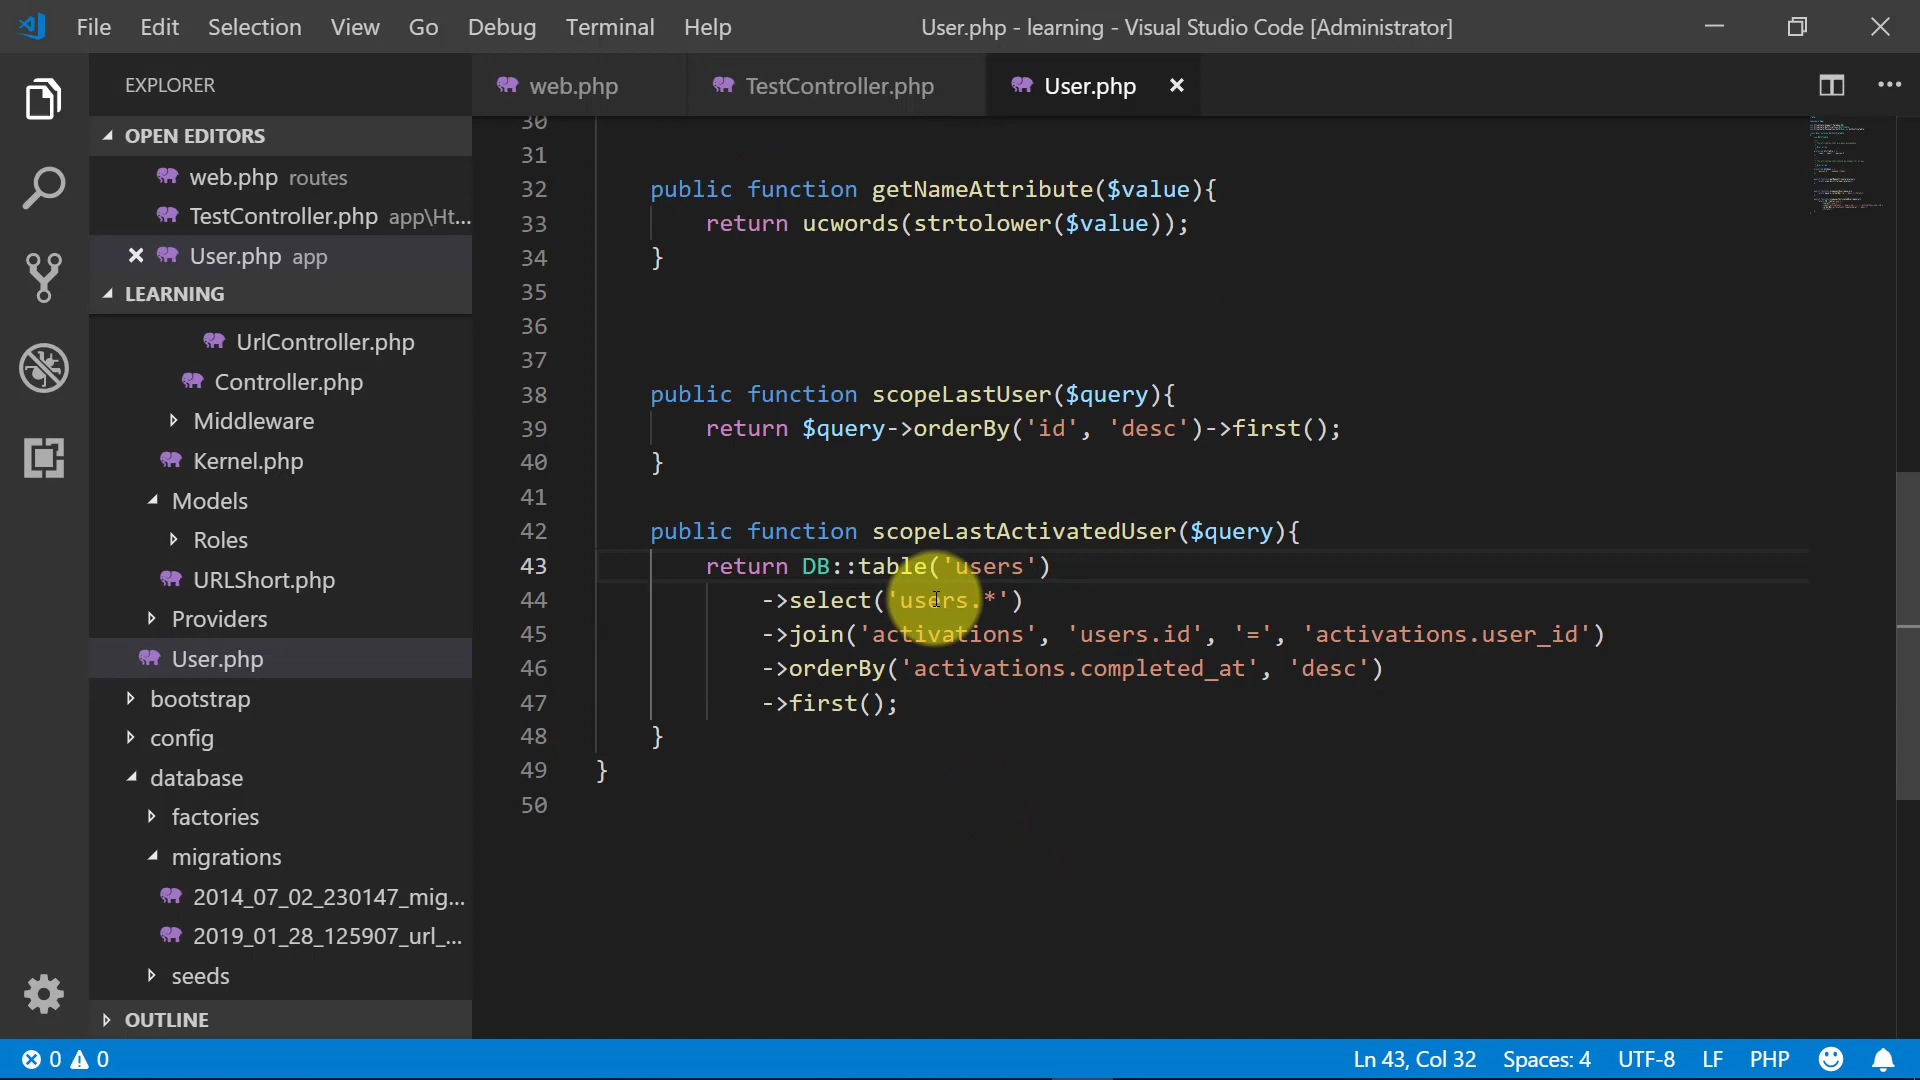 File Edit Selection View Go Debug Terminal Help
User.php - learning - Visual Studio Code [Administrator]
EXPLORER
OPEN EDITORS
web.php routes
TestController.php app\Ht...
User.php app
LEARNING
UrlController.php
Controller.php
Middleware
Kernel.php
Models
Roles
URLShort.php
Providers
User.php
bootstrap
config
database
factories
migrations
2014_07_02_230147_mig...
2019_01_28_125907_url_...
seeds
OUTLINE
web.php
TestController.php
User.php
30
31
32 public function getNameAttribute($value){
33 return ucwords(strtolower($value));
34 }
35
36
37
38 public function scopeLastUser($query){
39 return $query->orderBy('id', 'desc')->first();
40 }
41
42 public function scopeLastActivatedUser($query){
43 return DB::table('users')
44 ->select('users.*')
45 ->join('activations', 'users.id', '=', 'activations.user_id')
46 ->orderBy('activations.completed_at', 'desc')
47 ->first();
48 }
49 }
50
0 0
Ln 43, Col 32 Spaces: 4 UTF-8 LF PHP